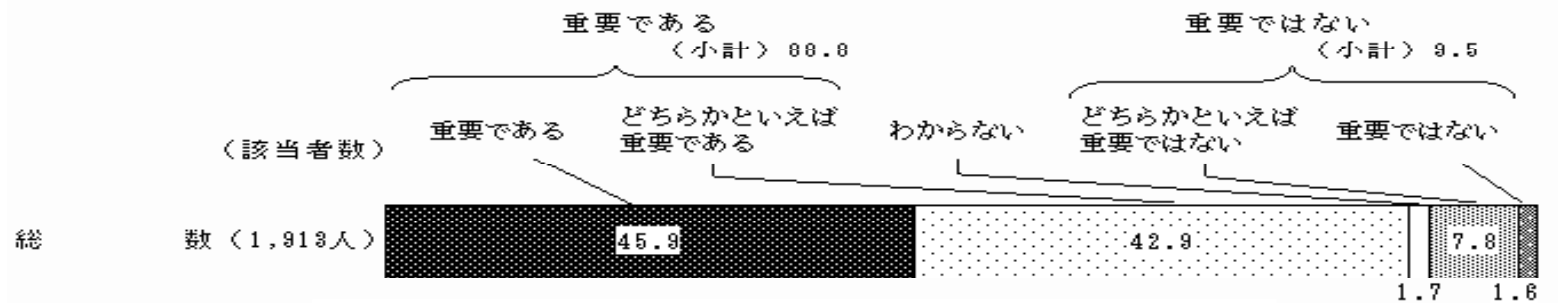 重要である
（小計） 88.8
重要ではない
（小計） 9.5
（該当者数）
重要である
どちらかといえば
重要である
わからない
どちらかといえば
重要ではない
重要ではない
総 数（1,913人）
45.9
42.9
7.8
1.7
1.6